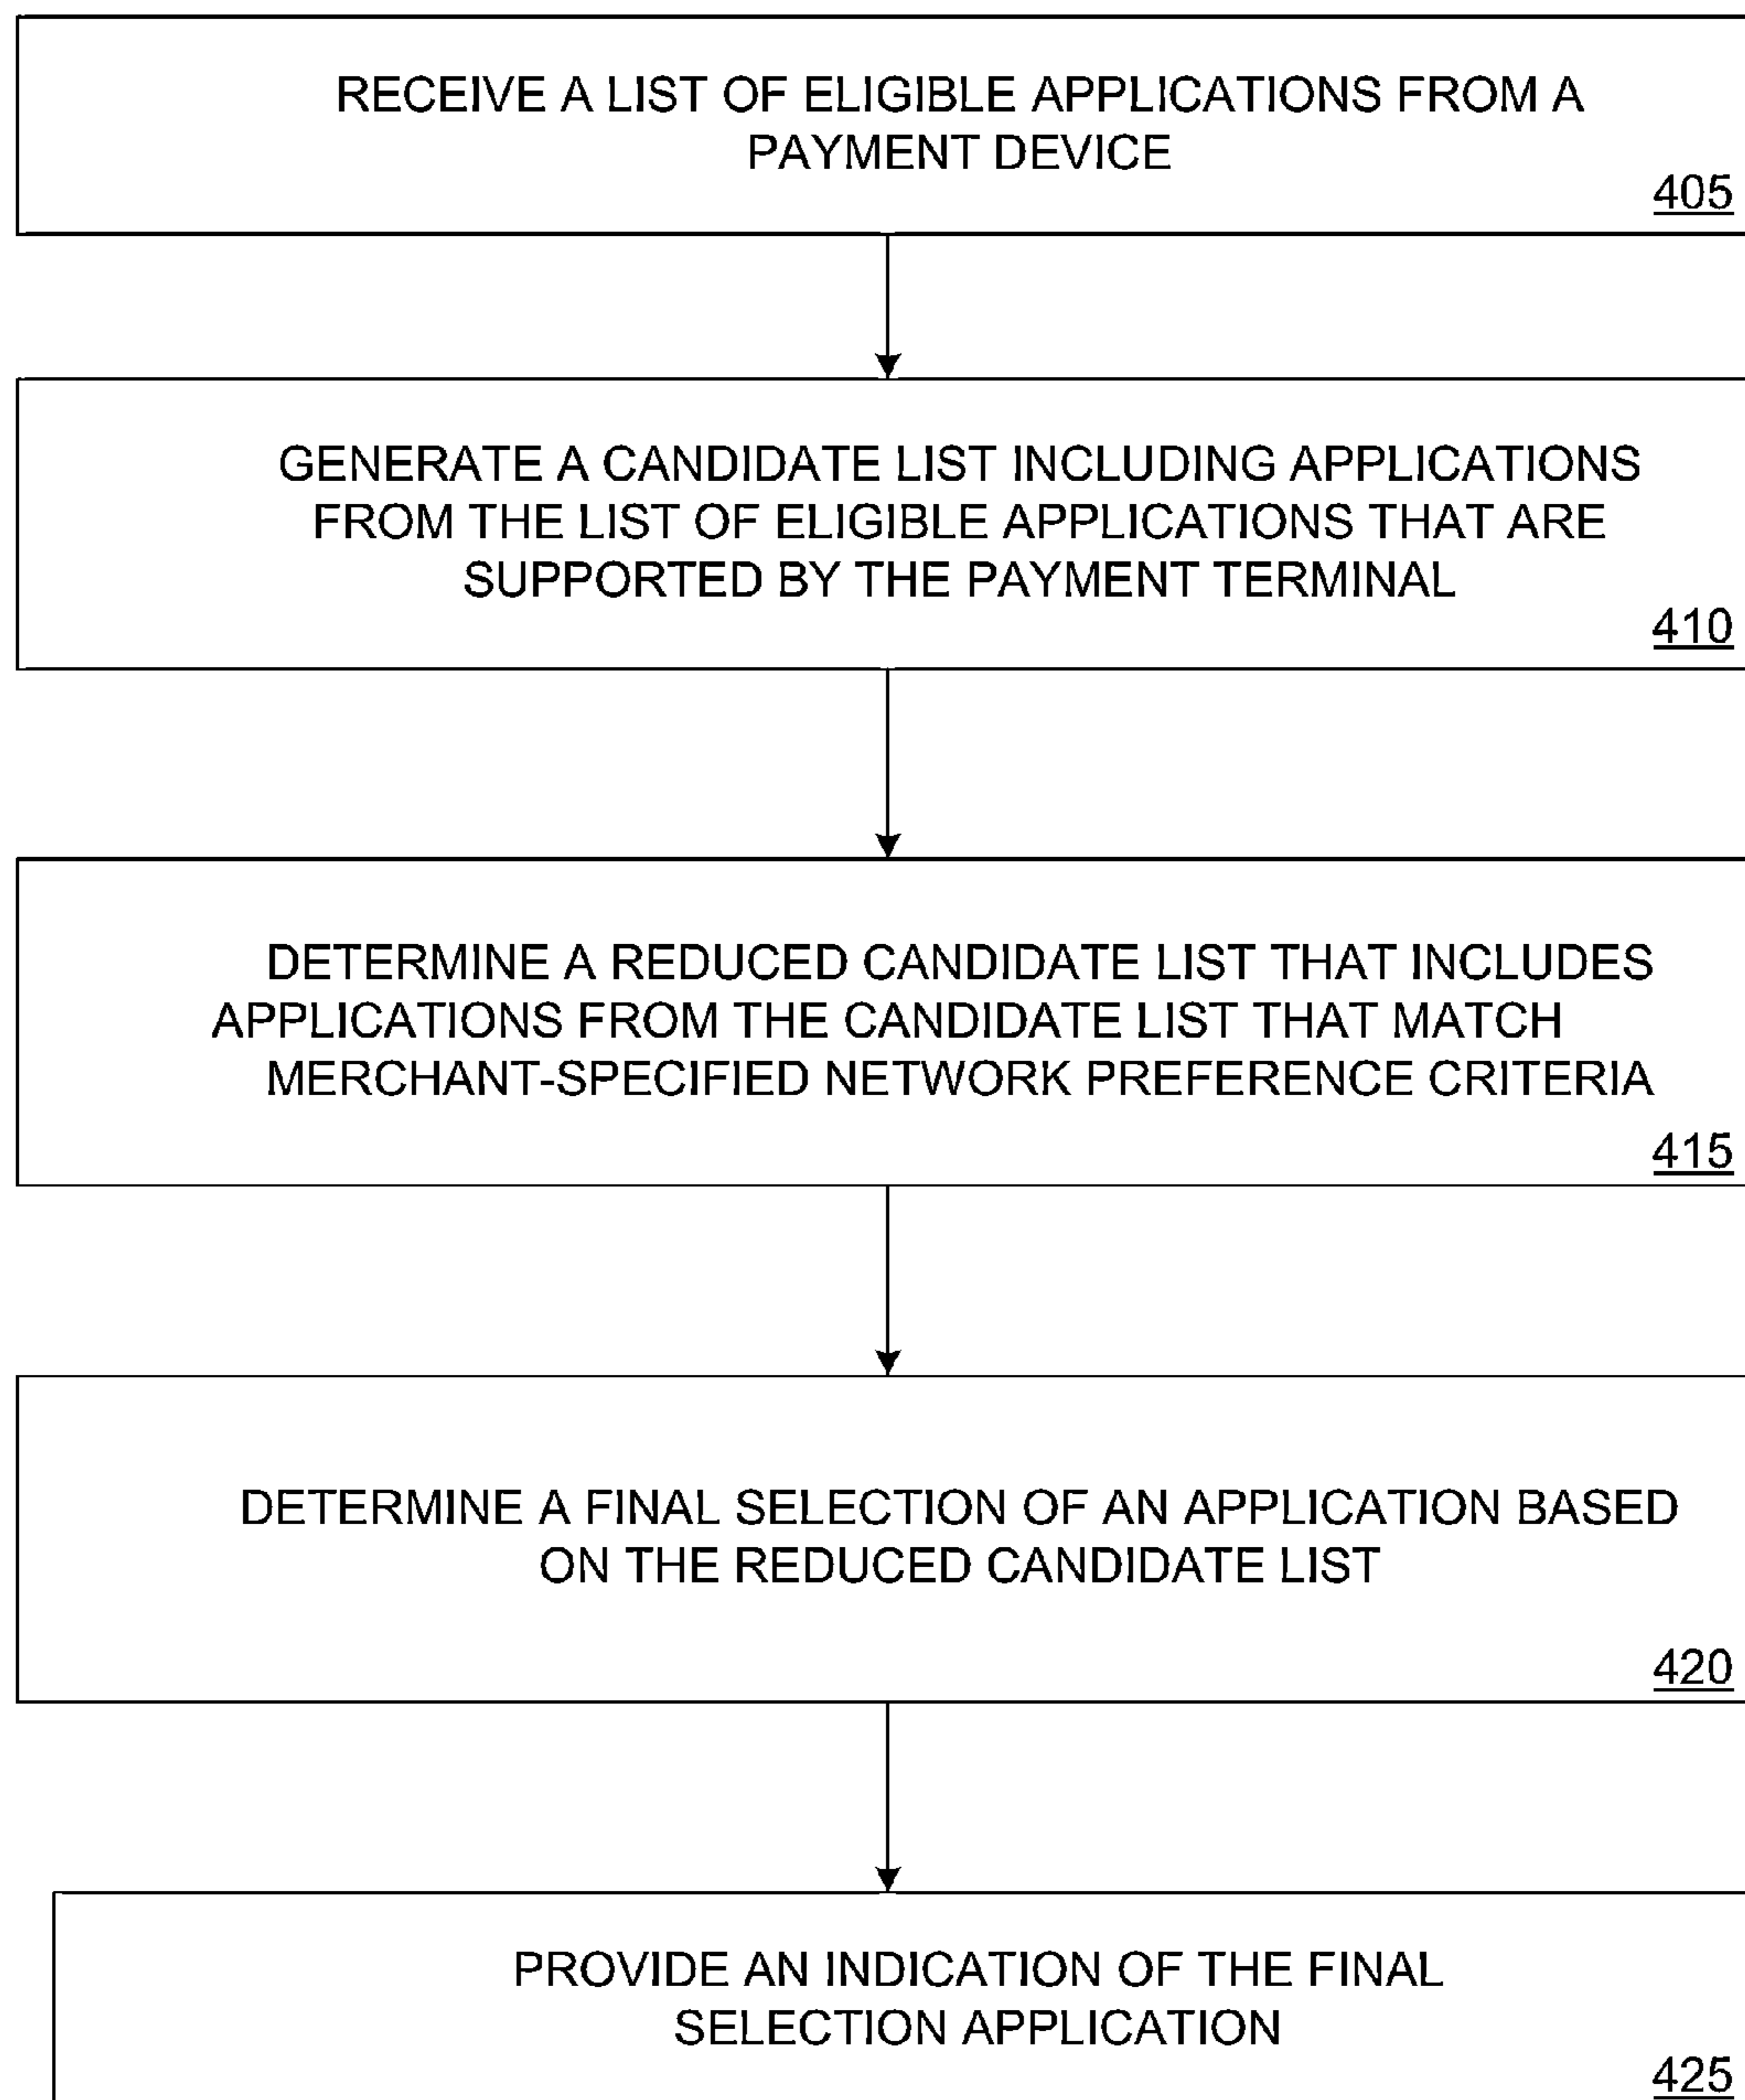 RECEIVE A LIST OF ELIGIBLE APPLICATIONS FROM A
PAYMENT DEVICE
405
GENERATE A CANDIDATE LIST INCLUDING APPLICATIONS
FROM THE LIST OF ELIGIBLE APPLICATIONS THAT ARE
SUPPORTED BY THE PAYMENT TERMINAL
410
DETERMINE A REDUCED CANDIDATE LIST THAT INCLUDES
APPLICATIONS FROM THE CANDIDATE LIST THAT MATCH
MERCHANT-SPECIFIED NETWORK PREFERENCE CRITERIA
415
DETERMINE A FINAL SELECTION OF AN APPLICATION BASED
ON THE REDUCED CANDIDATE LIST
420
PROVIDE AN INDICATION OF THE FINAL
SELECTION APPLICATION
425